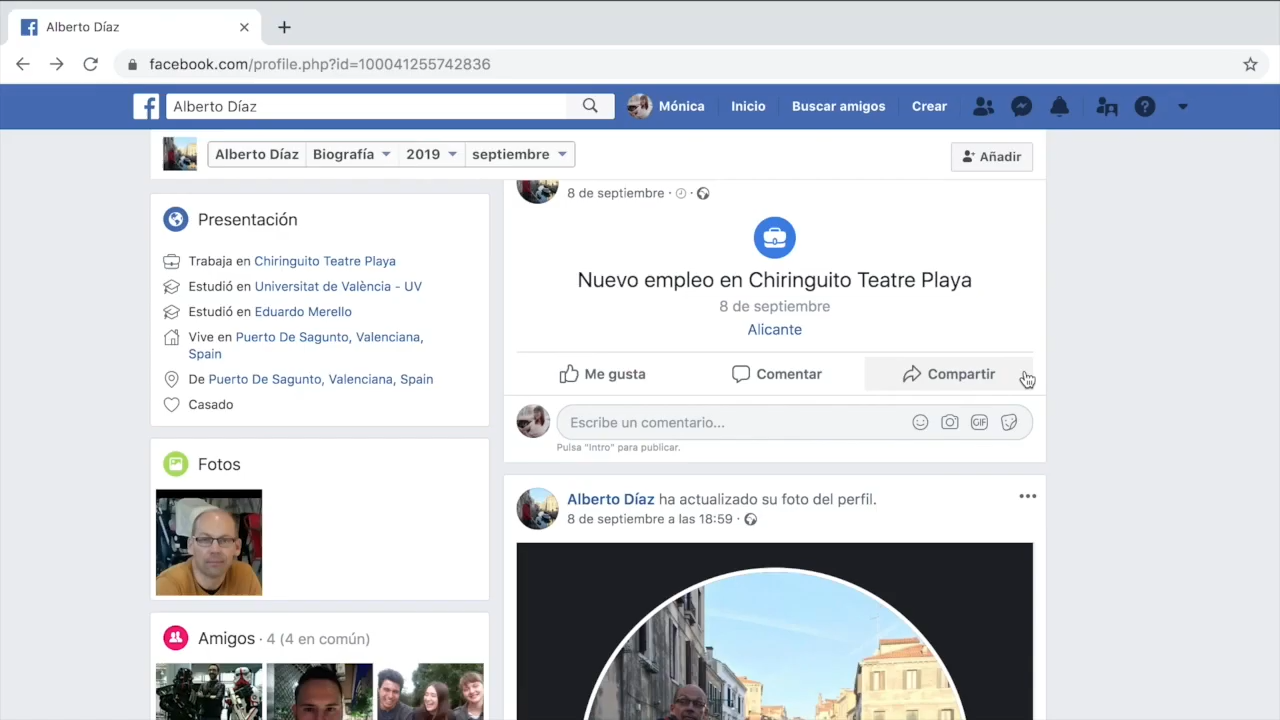 Alberto Díaz
facebook.com/profile.php?id=100041255742836
Alberto Díaz
Mónica
Inicio
Buscar amigos
Crear
Alberto Díaz
Biografía
2019
septiembre
Añadir
Presentación
Trabaja en Chiringuito Teatre Playa
Estudió en Universitat de València - UV
Estudió en Eduardo Merello
Vive en Puerto De Sagunto, Valenciana,
Spain
De Puerto De Sagunto, Valenciana, Spain
Casado
Fotos
Amigos · 4 (4 en común)
8 de septiembre ·
Nuevo empleo en Chiringuito Teatre Playa
8 de septiembre
Alicante
Me gusta
Comentar
Compartir
Escribe un comentario...
GIF
Pulsa "Intro" para publicar.
Alberto Díaz ha actualizado su foto del perfil.
8 de septiembre a las 18:59 ·